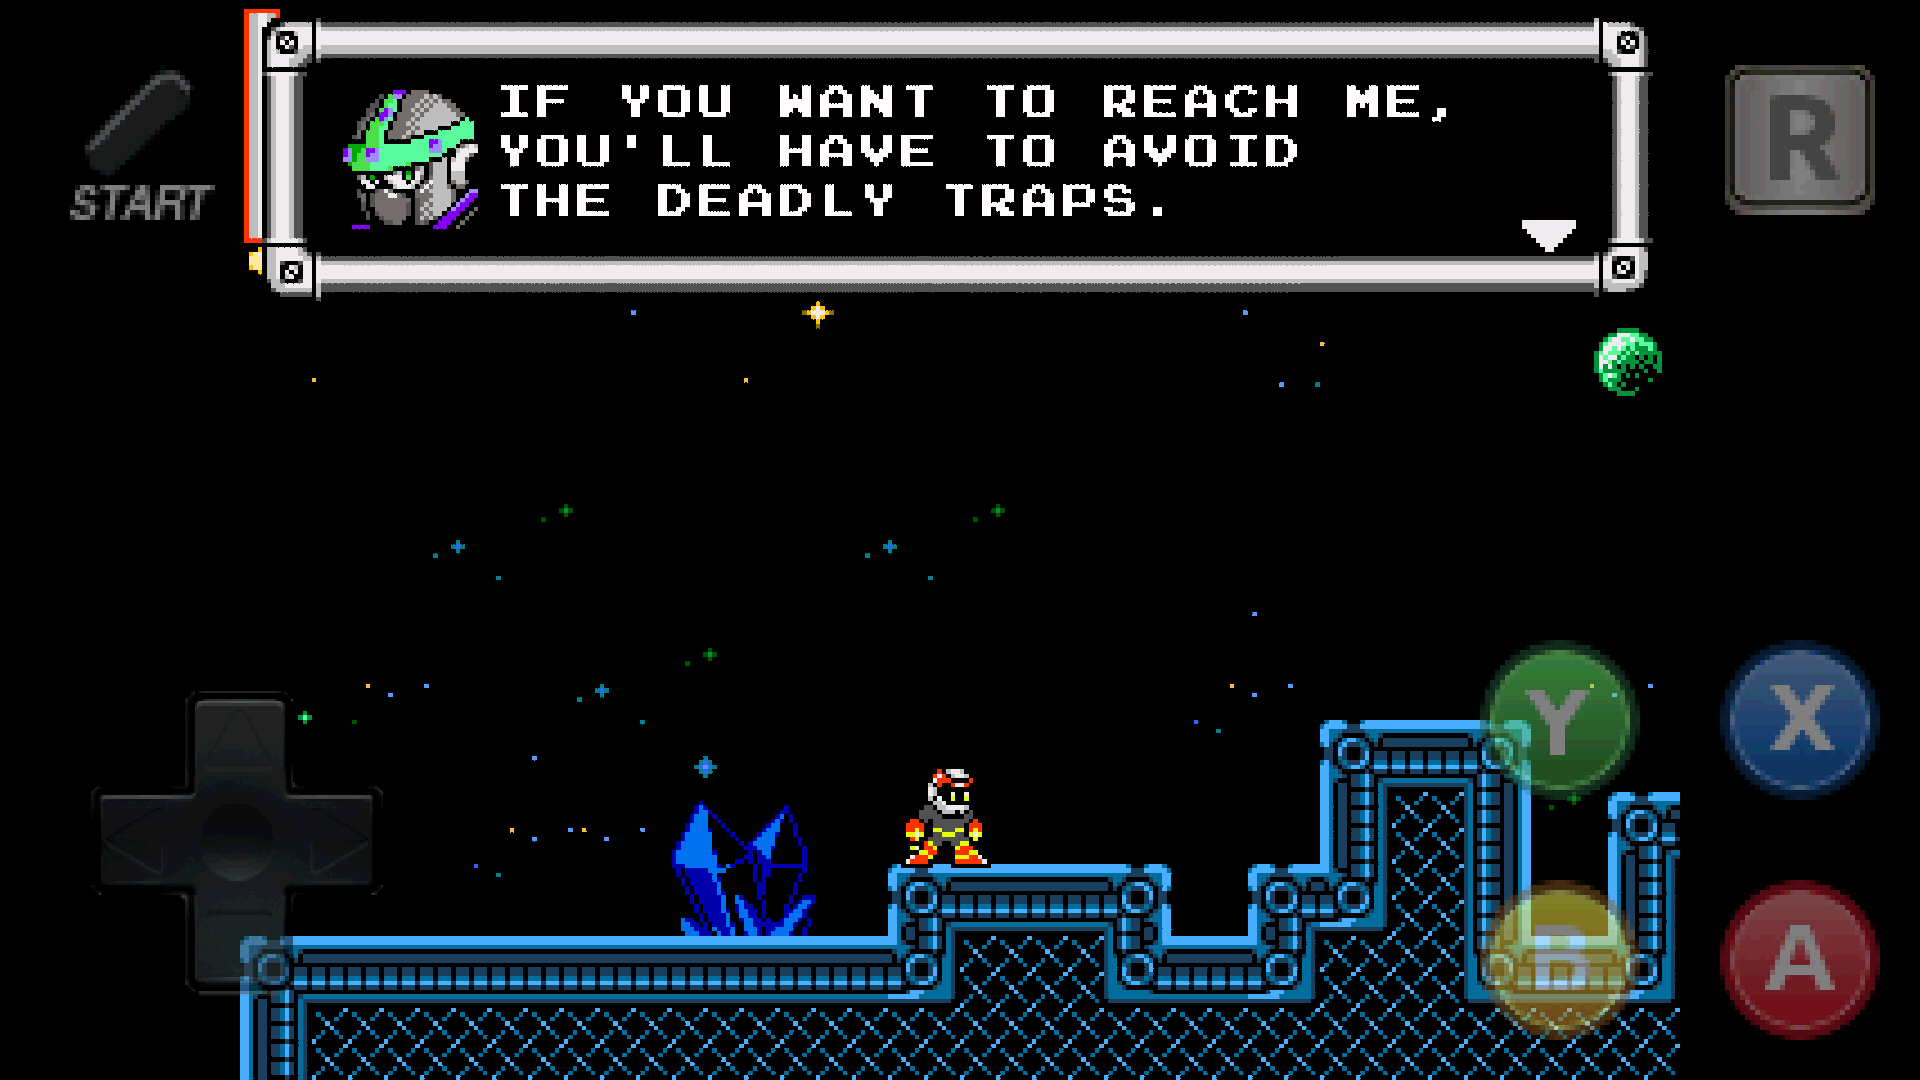 IF YOU WANT TO REACH ME,
YOU'LL HAVE TO AVOID
THE DEADLY TRAPS.
START
R
Y
X
B
A